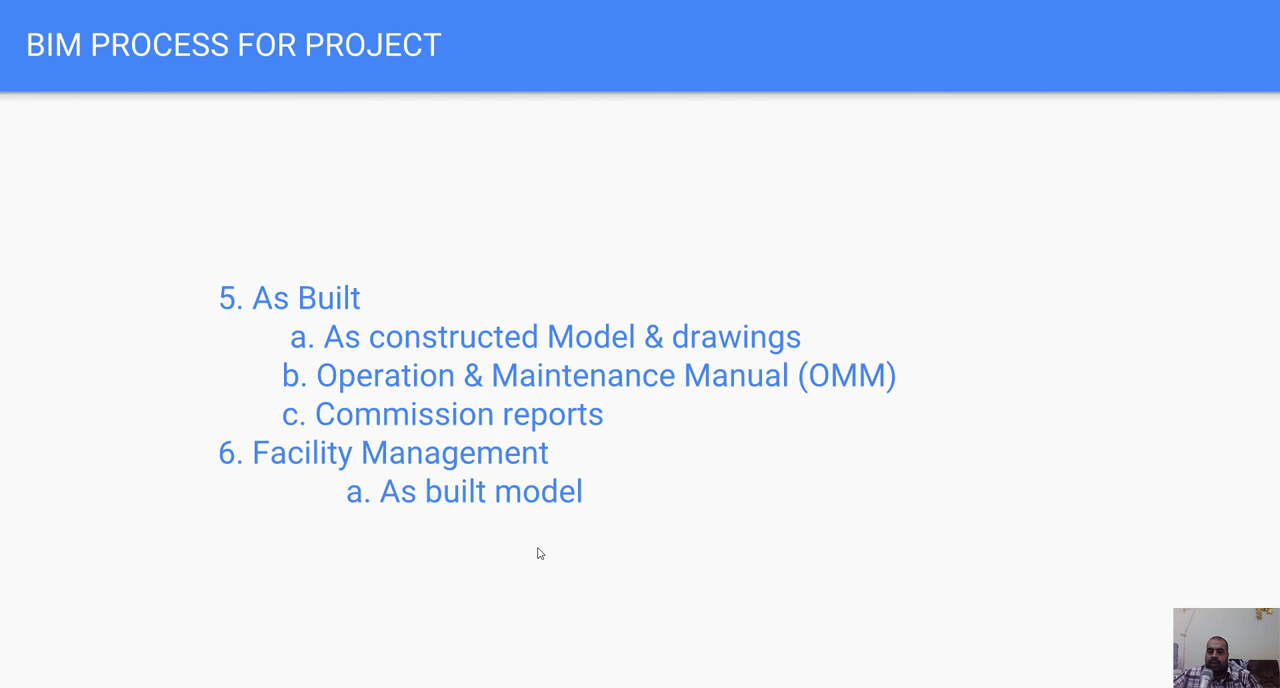 BIM PROCESS FOR PROJECT
5. As Built
a. As constructed Model & drawings
b. Operation & Maintenance Manual (OMM)
c. Commission reports
6. Facility Management
a. As built model